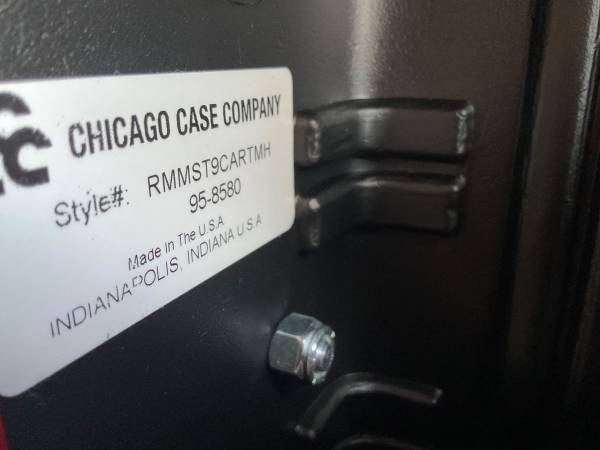 CHICAGO CASE COMPANY
Style#: RMMST9CARTMH
95-8580
Made in The U.S.A
INDIANAPOLIS, INDIANA U.S.A